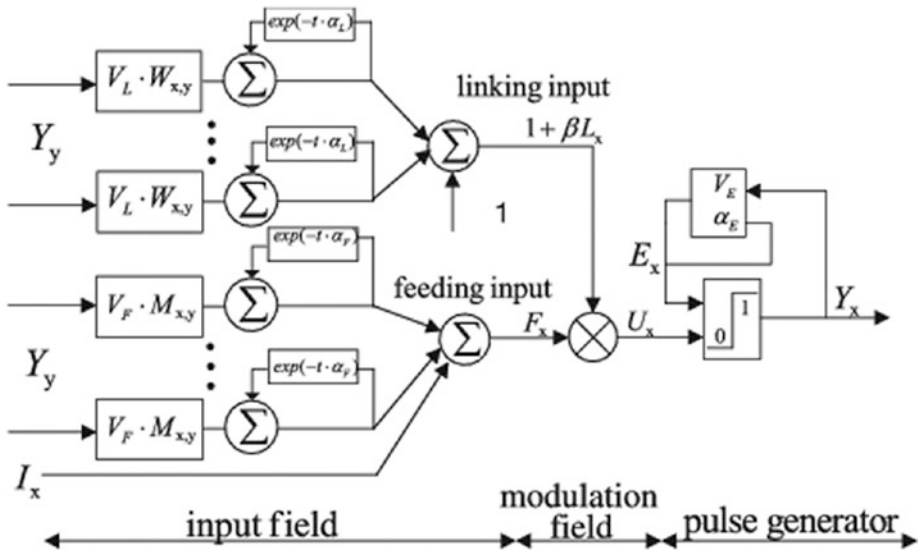 exp(−t·α_L)
V_L · W_x,y
linking input
Y_y
exp(−t·α_L)
1 + βL_x
V_L · W_x,y
1
V_E
α_E
exp(−t·α_F)
E_x
V_F · M_x,y
feeding input
F_x
U_x
1
0
Y_x
Y_y
exp(−t·α_F)
V_F · M_x,y
I_x
input field
modulation
field
pulse generator